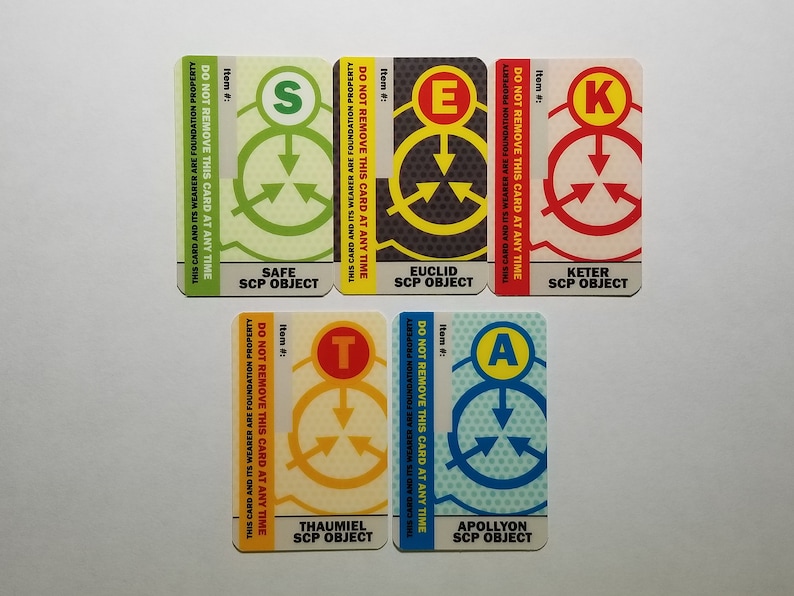 THIS CARD AND ITS WEARER ARE FOUNDATION PROPERTY
DO NOT REMOVE THIS CARD AT ANY TIME
Item #:
S
SAFE
SCP OBJECT
THIS CARD AND ITS WEARER ARE FOUNDATION PROPERTY
DO NOT REMOVE THIS CARD AT ANY TIME
Item #:
E
EUCLID
SCP OBJECT
THIS CARD AND ITS WEARER ARE FOUNDATION PROPERTY
DO NOT REMOVE THIS CARD AT ANY TIME
Item #:
K
KETER
SCP OBJECT
THIS CARD AND ITS WEARER ARE FOUNDATION PROPERTY
DO NOT REMOVE THIS CARD AT ANY TIME
Item #:
T
THAUMIEL
SCP OBJECT
THIS CARD AND ITS WEARER ARE FOUNDATION PROPERTY
DO NOT REMOVE THIS CARD AT ANY TIME
Item #:
A
APOLLYON
SCP OBJECT